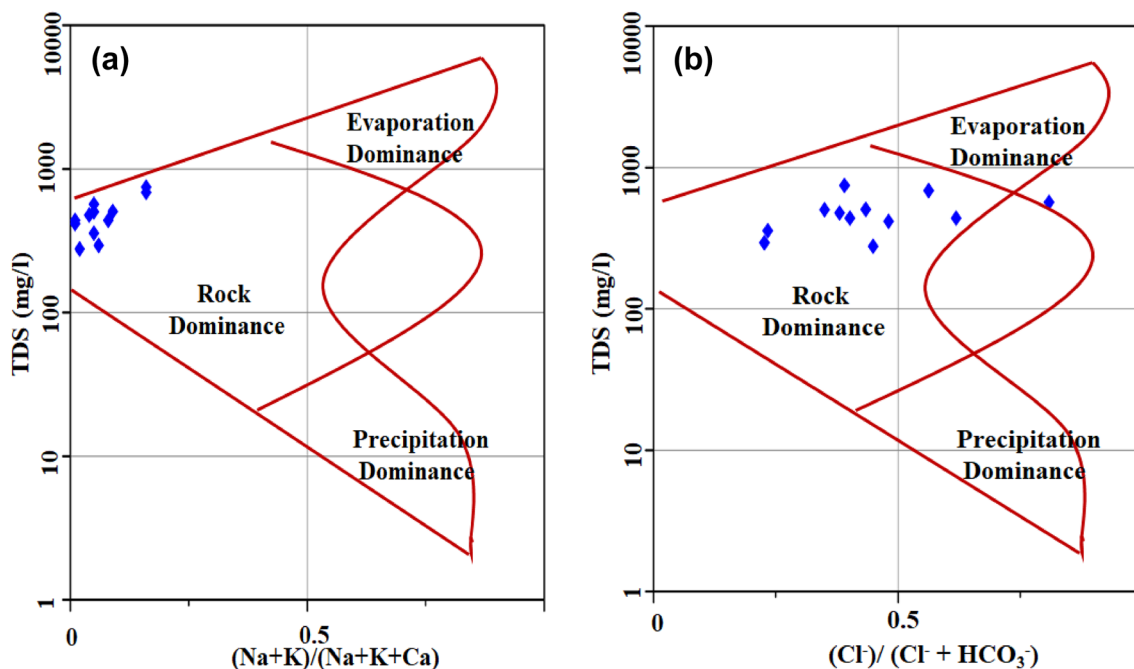 (a)
10000
1000
100
10
1
TDS (mg/l)
Evaporation
Dominance
Rock
Dominance
Precipitation
Dominance
0
0.5
(Na+K)/(Na+K+Ca)
(b)
10000
1000
100
10
1
TDS (mg/l)
Evaporation
Dominance
Rock
Dominance
Precipitation
Dominance
0
0.5
(Cl⁻)/ (Cl⁻ + HCO₃⁻)